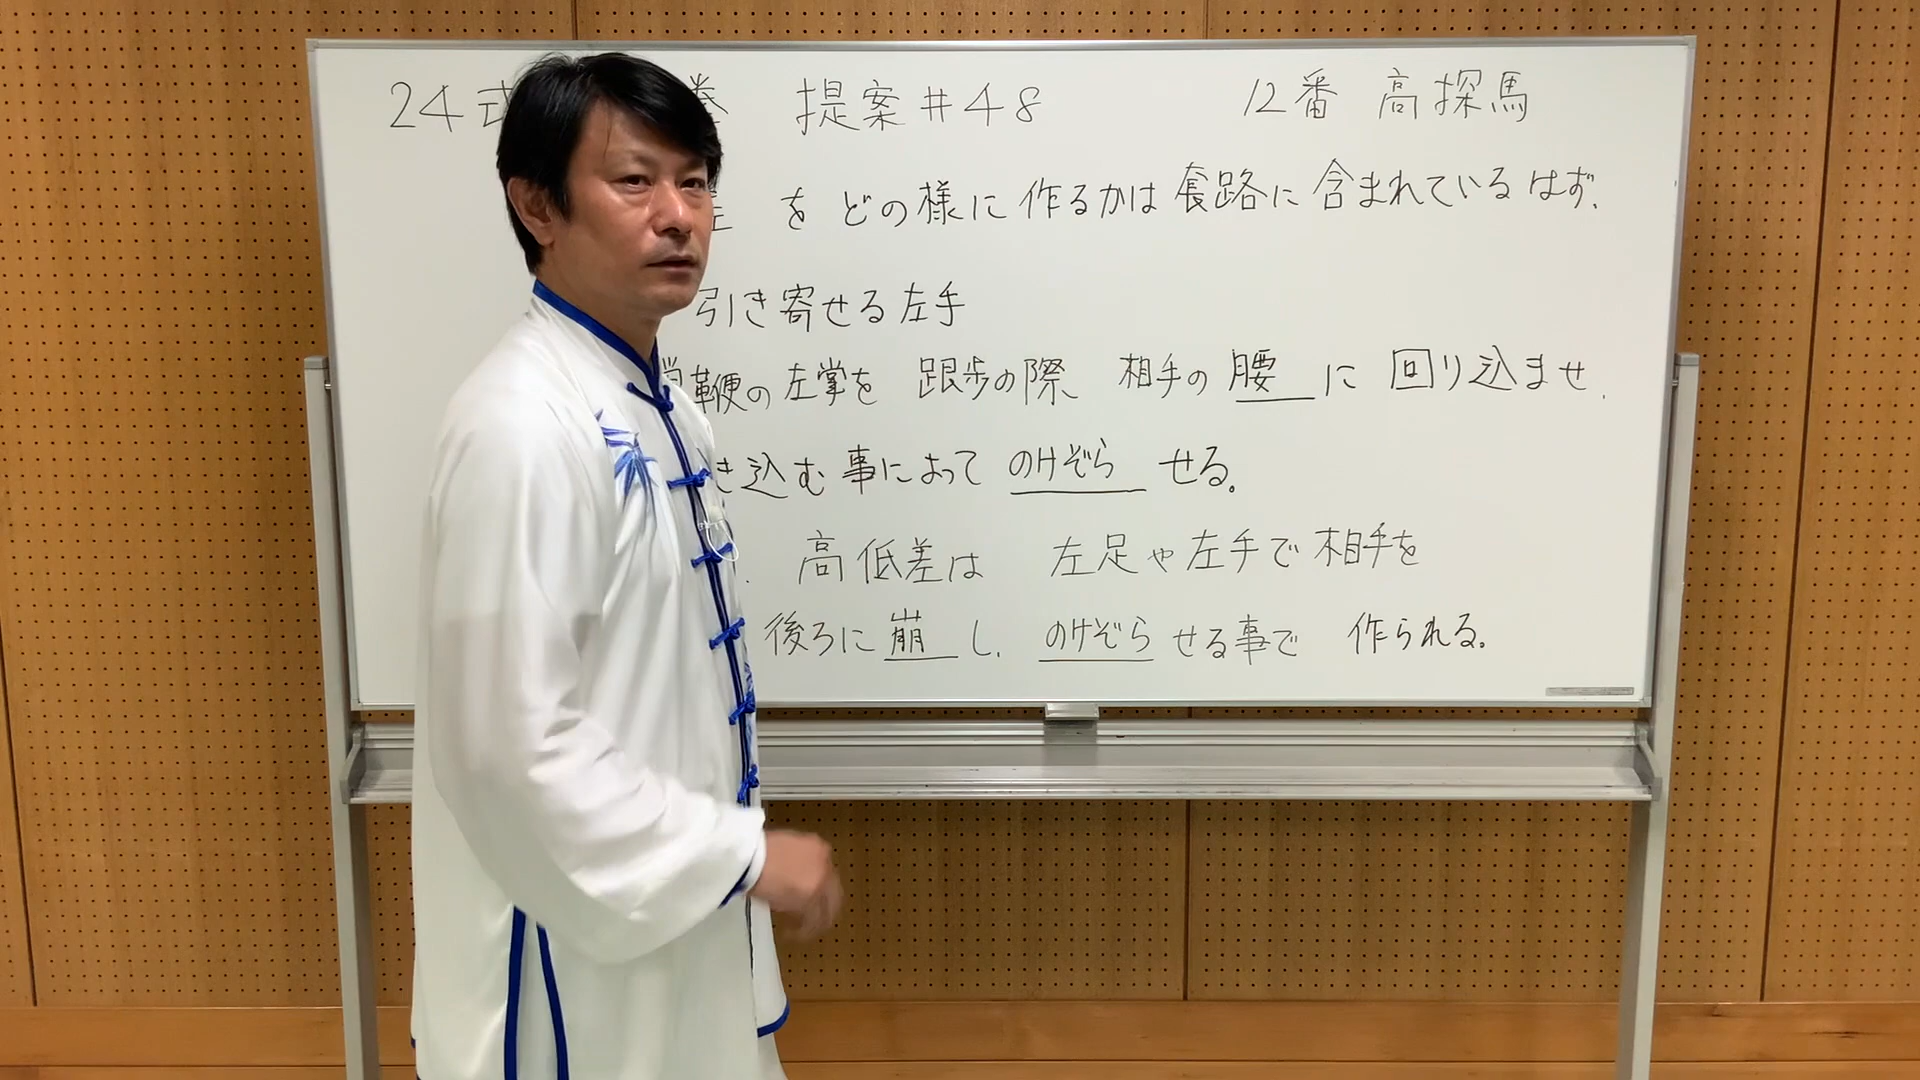 24式 拳 提案#48 12番 高探馬
を どの様に作るかは套路に含まれているはず、
引き寄せる左手
鞭の左掌を 跟歩の際、相手の腰に 回り込ませ、
き込む事によって のけぞら せる。
高低差は 左足や左手で相手を
後ろに崩し、のけぞらせる事で 作られる。